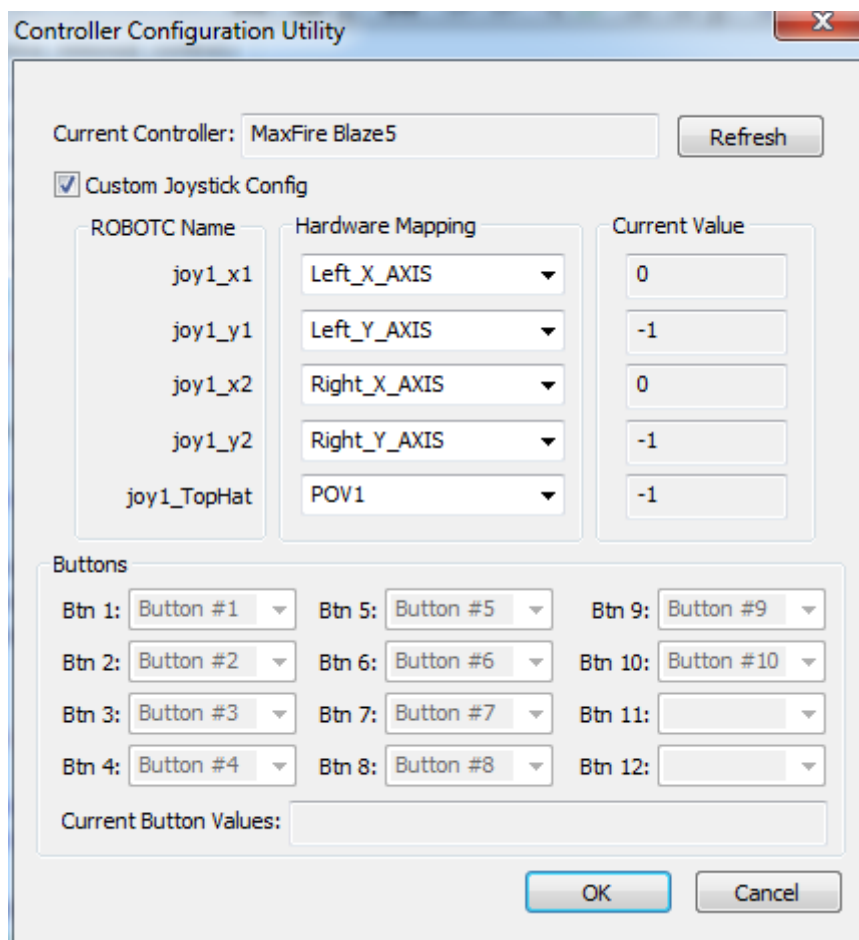 Controller Configuration Utility
Current Controller: MaxFire Blaze5 Refresh
Custom Joystick Config
ROBOTC Name Hardware Mapping Current Value
joy1_x1 Left_X_AXIS 0
joy1_y1 Left_Y_AXIS -1
joy1_x2 Right_X_AXIS 0
joy1_y2 Right_Y_AXIS -1
joy1_TopHat POV1 -1
Buttons
Btn 1: Button #1 Btn 5: Button #5 Btn 9: Button #9
Btn 2: Button #2 Btn 6: Button #6 Btn 10: Button #10
Btn 3: Button #3 Btn 7: Button #7 Btn 11:
Btn 4: Button #4 Btn 8: Button #8 Btn 12:
Current Button Values:
OK Cancel